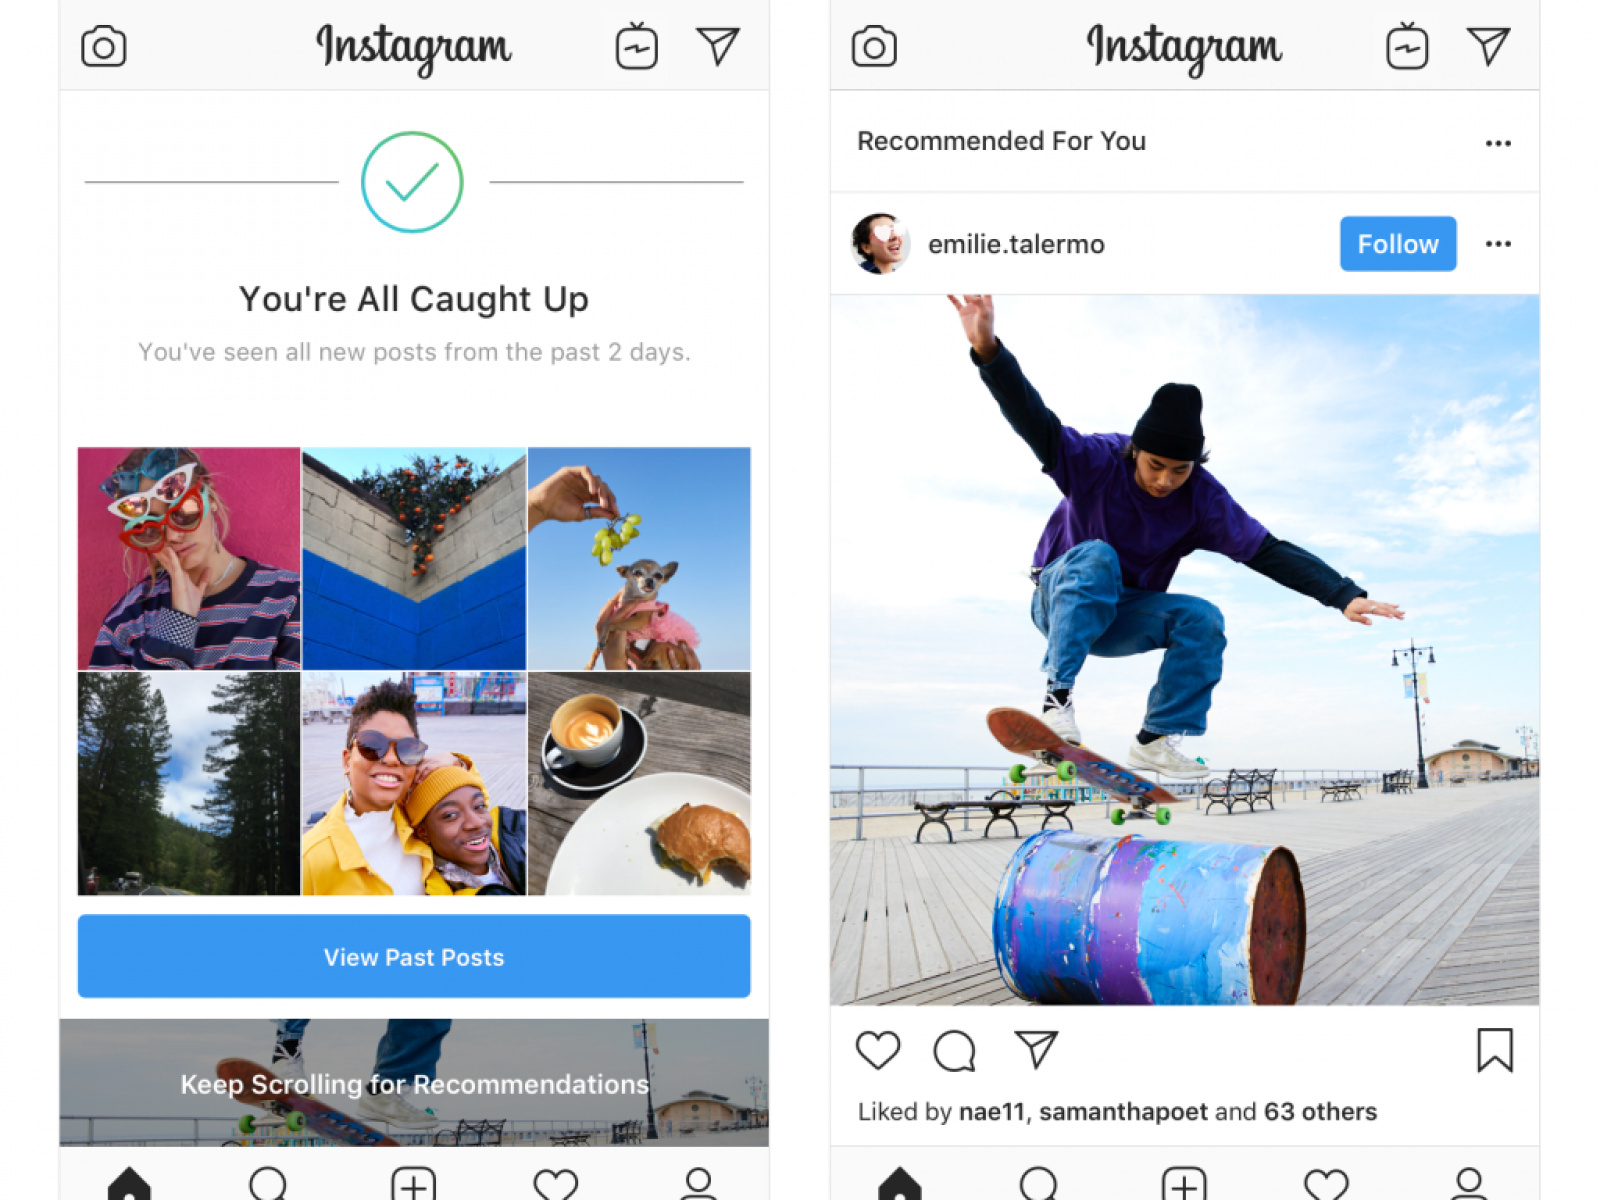 Instagram
You're All Caught Up
You've seen all new posts from the past 2 days.
View Past Posts
Keep Scrolling for Recommendations
Instagram
Recommended For You
emilie.talermo
Follow
Liked by nae11, samanthapoet and 63 others